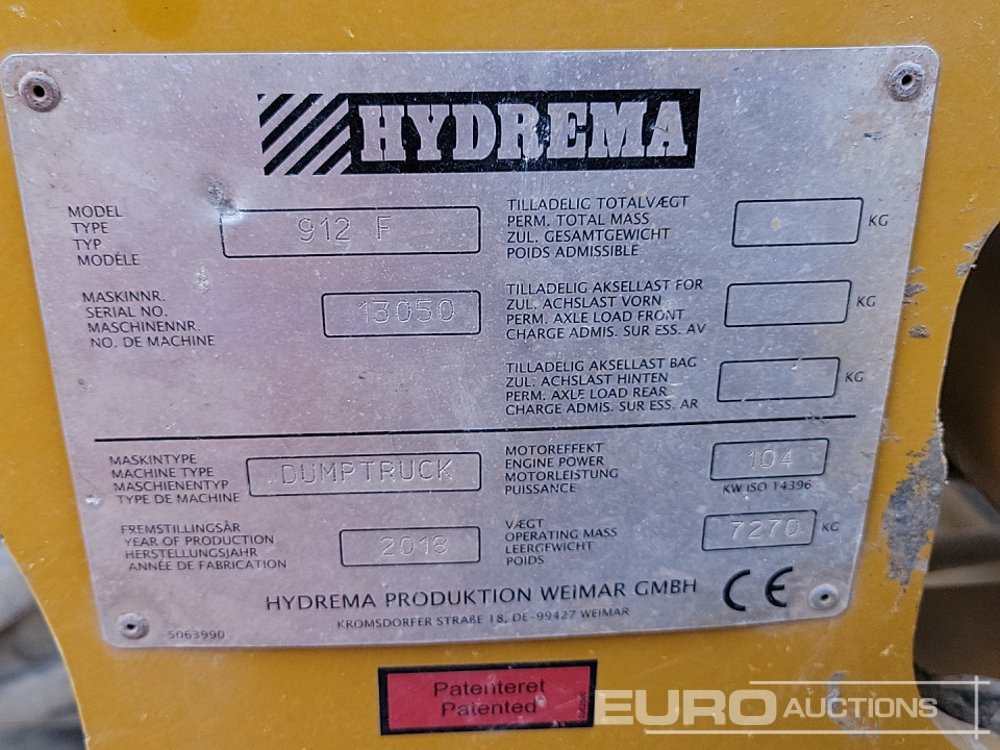 HYDREMA
MODEL
TYPE
TYP
MODÉLE
912 F
MASKINNR.
SERIAL NO.
MASCHINENNR.
NO. DE MACHINE
13050
TILLADELIG TOTALVÆGT
PERM. TOTAL MASS
ZUL. GESAMTGEWICHT
POIDS ADMISSIBLE
KG
TILLADELIG AKSELLAST FOR
ZUL. ACHSLAST VORN
PERM. AXLE LOAD FRONT
CHARGE ADMIS. SUR ESS. AV
KG
TILLADELIG AKSELLAST BAG
ZUL. ACHSLAST HINTEN
PERM. AXLE LOAD REAR
CHARGE ADMIS. SUR ESS. AR
KG
MASKINTYPE
MACHINE TYPE
MASCHIENENTYP
TYPE DE MACHINE
DUMPTRUCK
FREMSTILLINGSÅR
YEAR OF PRODUCTION
HERSTELLUNGSJAHR
ANNÉE DE FABRICATION
2018
MOTOREFFEKT
ENGINE POWER
MOTORLEISTUNG
PUISSANCE
104
KW ISO 14396
VÆGT
OPERATING MASS
LEERGEWICHT
POIDS
7270 KG
HYDREMA PRODUKTION WEIMAR GMBH
KROMSDORFER STRAßE 18, DE-99427 WEIMAR
CE
5063990
Patenteret
Patented
EURO AUCTIONS